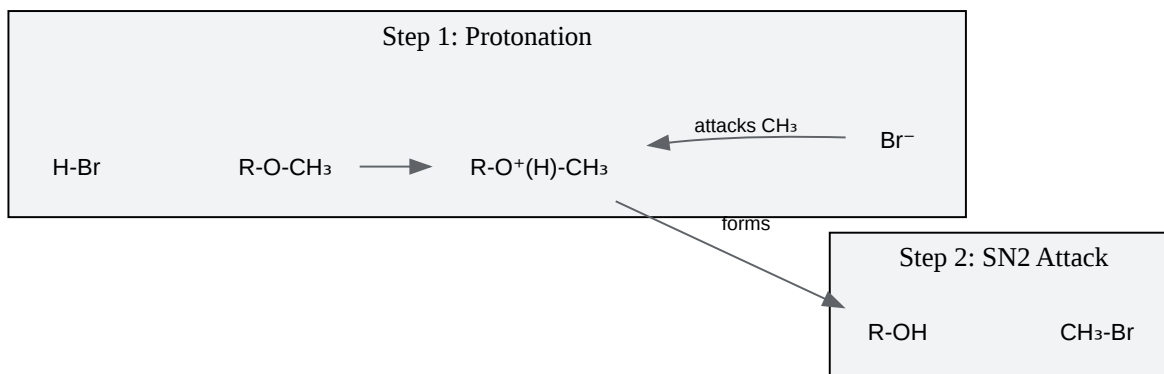 Step 1: Protonation
attacks CH₃
Br⁻
H-Br
R-O-CH₃
R-O⁺(H)-CH₃
forms
Step 2: SN2 Attack
R-OH
CH₃-Br